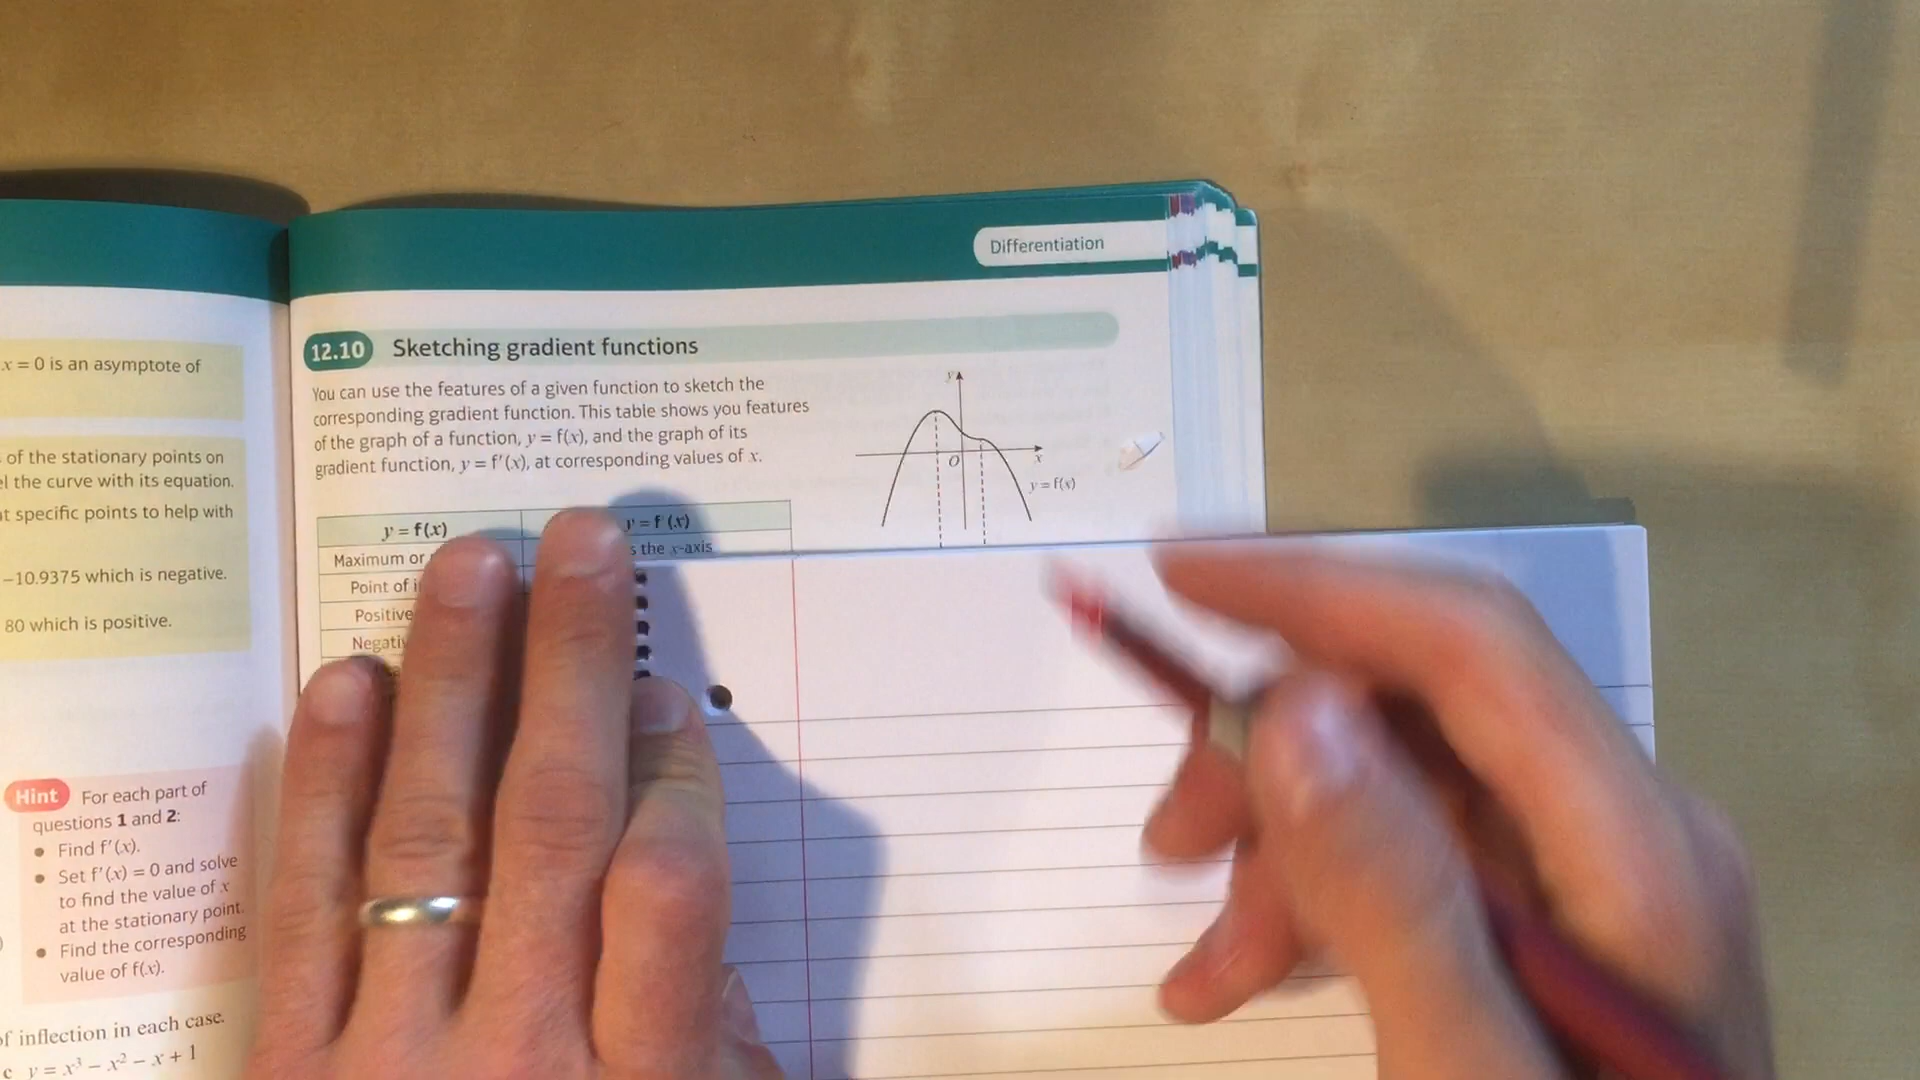 Differentiation
12.10 Sketching gradient functions
You can use the features of a given function to sketch the
corresponding gradient function. This table shows you features
of the graph of a function, y = f(x), and the graph of its
gradient function, y = f′(x), at corresponding values of x.
y
O
x
y = f(x)
y = f(x) y = f′(x)
Maximum or s the x-axis
Point of
Positive
x = 0 is an asymptote of
of the stationary points on
the curve with its equation.
specific points to help with
−10.9375 which is negative.
80 which is positive.
Hint For each part of
questions 1 and 2:
• Find f′(x).
• Set f′(x) = 0 and solve
to find the value of x
at the stationary point.
• Find the corresponding
value of f(x).
of inflection in each case.
c y = x³ − x² − x + 1